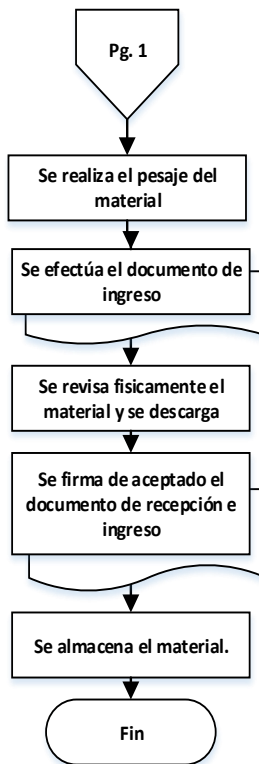 Pg. 1
Se realiza el pesaje del
material
Se efectúa el documento de
ingreso
Se revisa fisicamente el
material y se descarga
Se firma de aceptado el
documento de recepción e
ingreso
Se almacena el material.
Fin